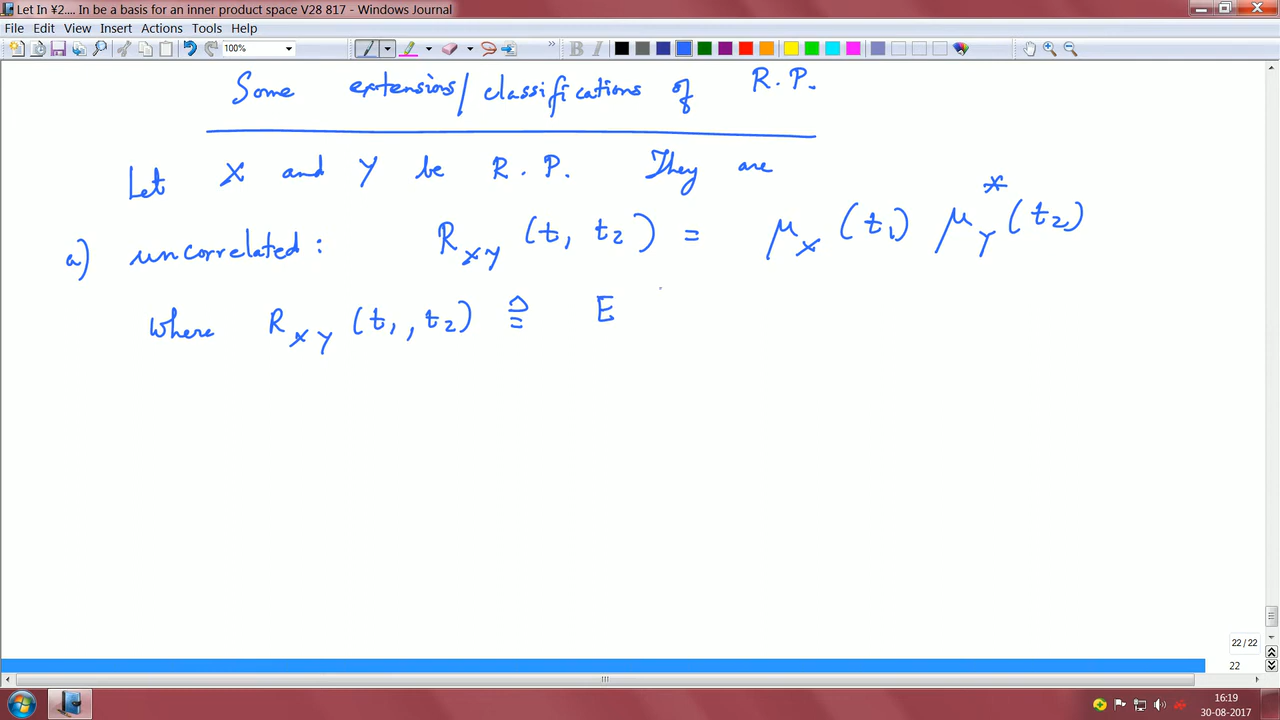 Let In ¥2.... In be a basis for an inner product space V28 817 - Windows Journal
File Edit View Insert Actions Tools Help
100%
Some extensions/classifications of R.P.
Let X and Y be R.P. They are
a) uncorrelated: R_XY (t1, t2) = μ_X (t1) μ_Y^* (t2)
where R_XY (t1, t2) ≙ E
22 / 22
22
16:19
30-08-2017